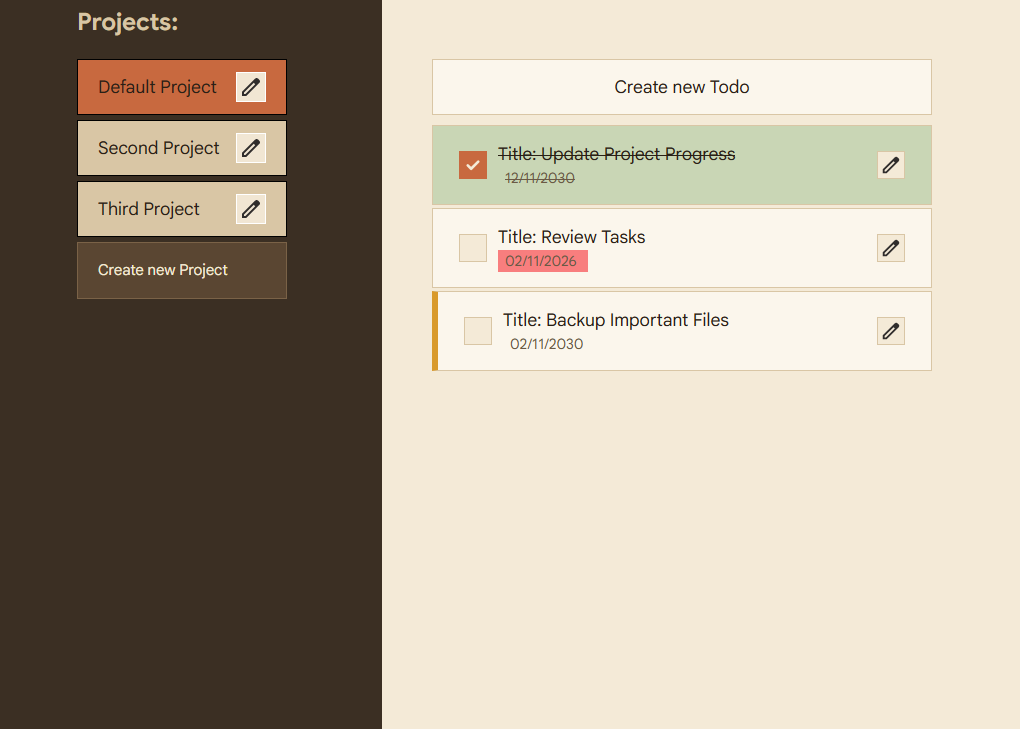 Projects:
Default Project
Second Project
Third Project
Create new Project
Create new Todo
Title: Update Project Progress
12/11/2030
Title: Review Tasks
02/11/2026
Title: Backup Important Files
02/11/2030